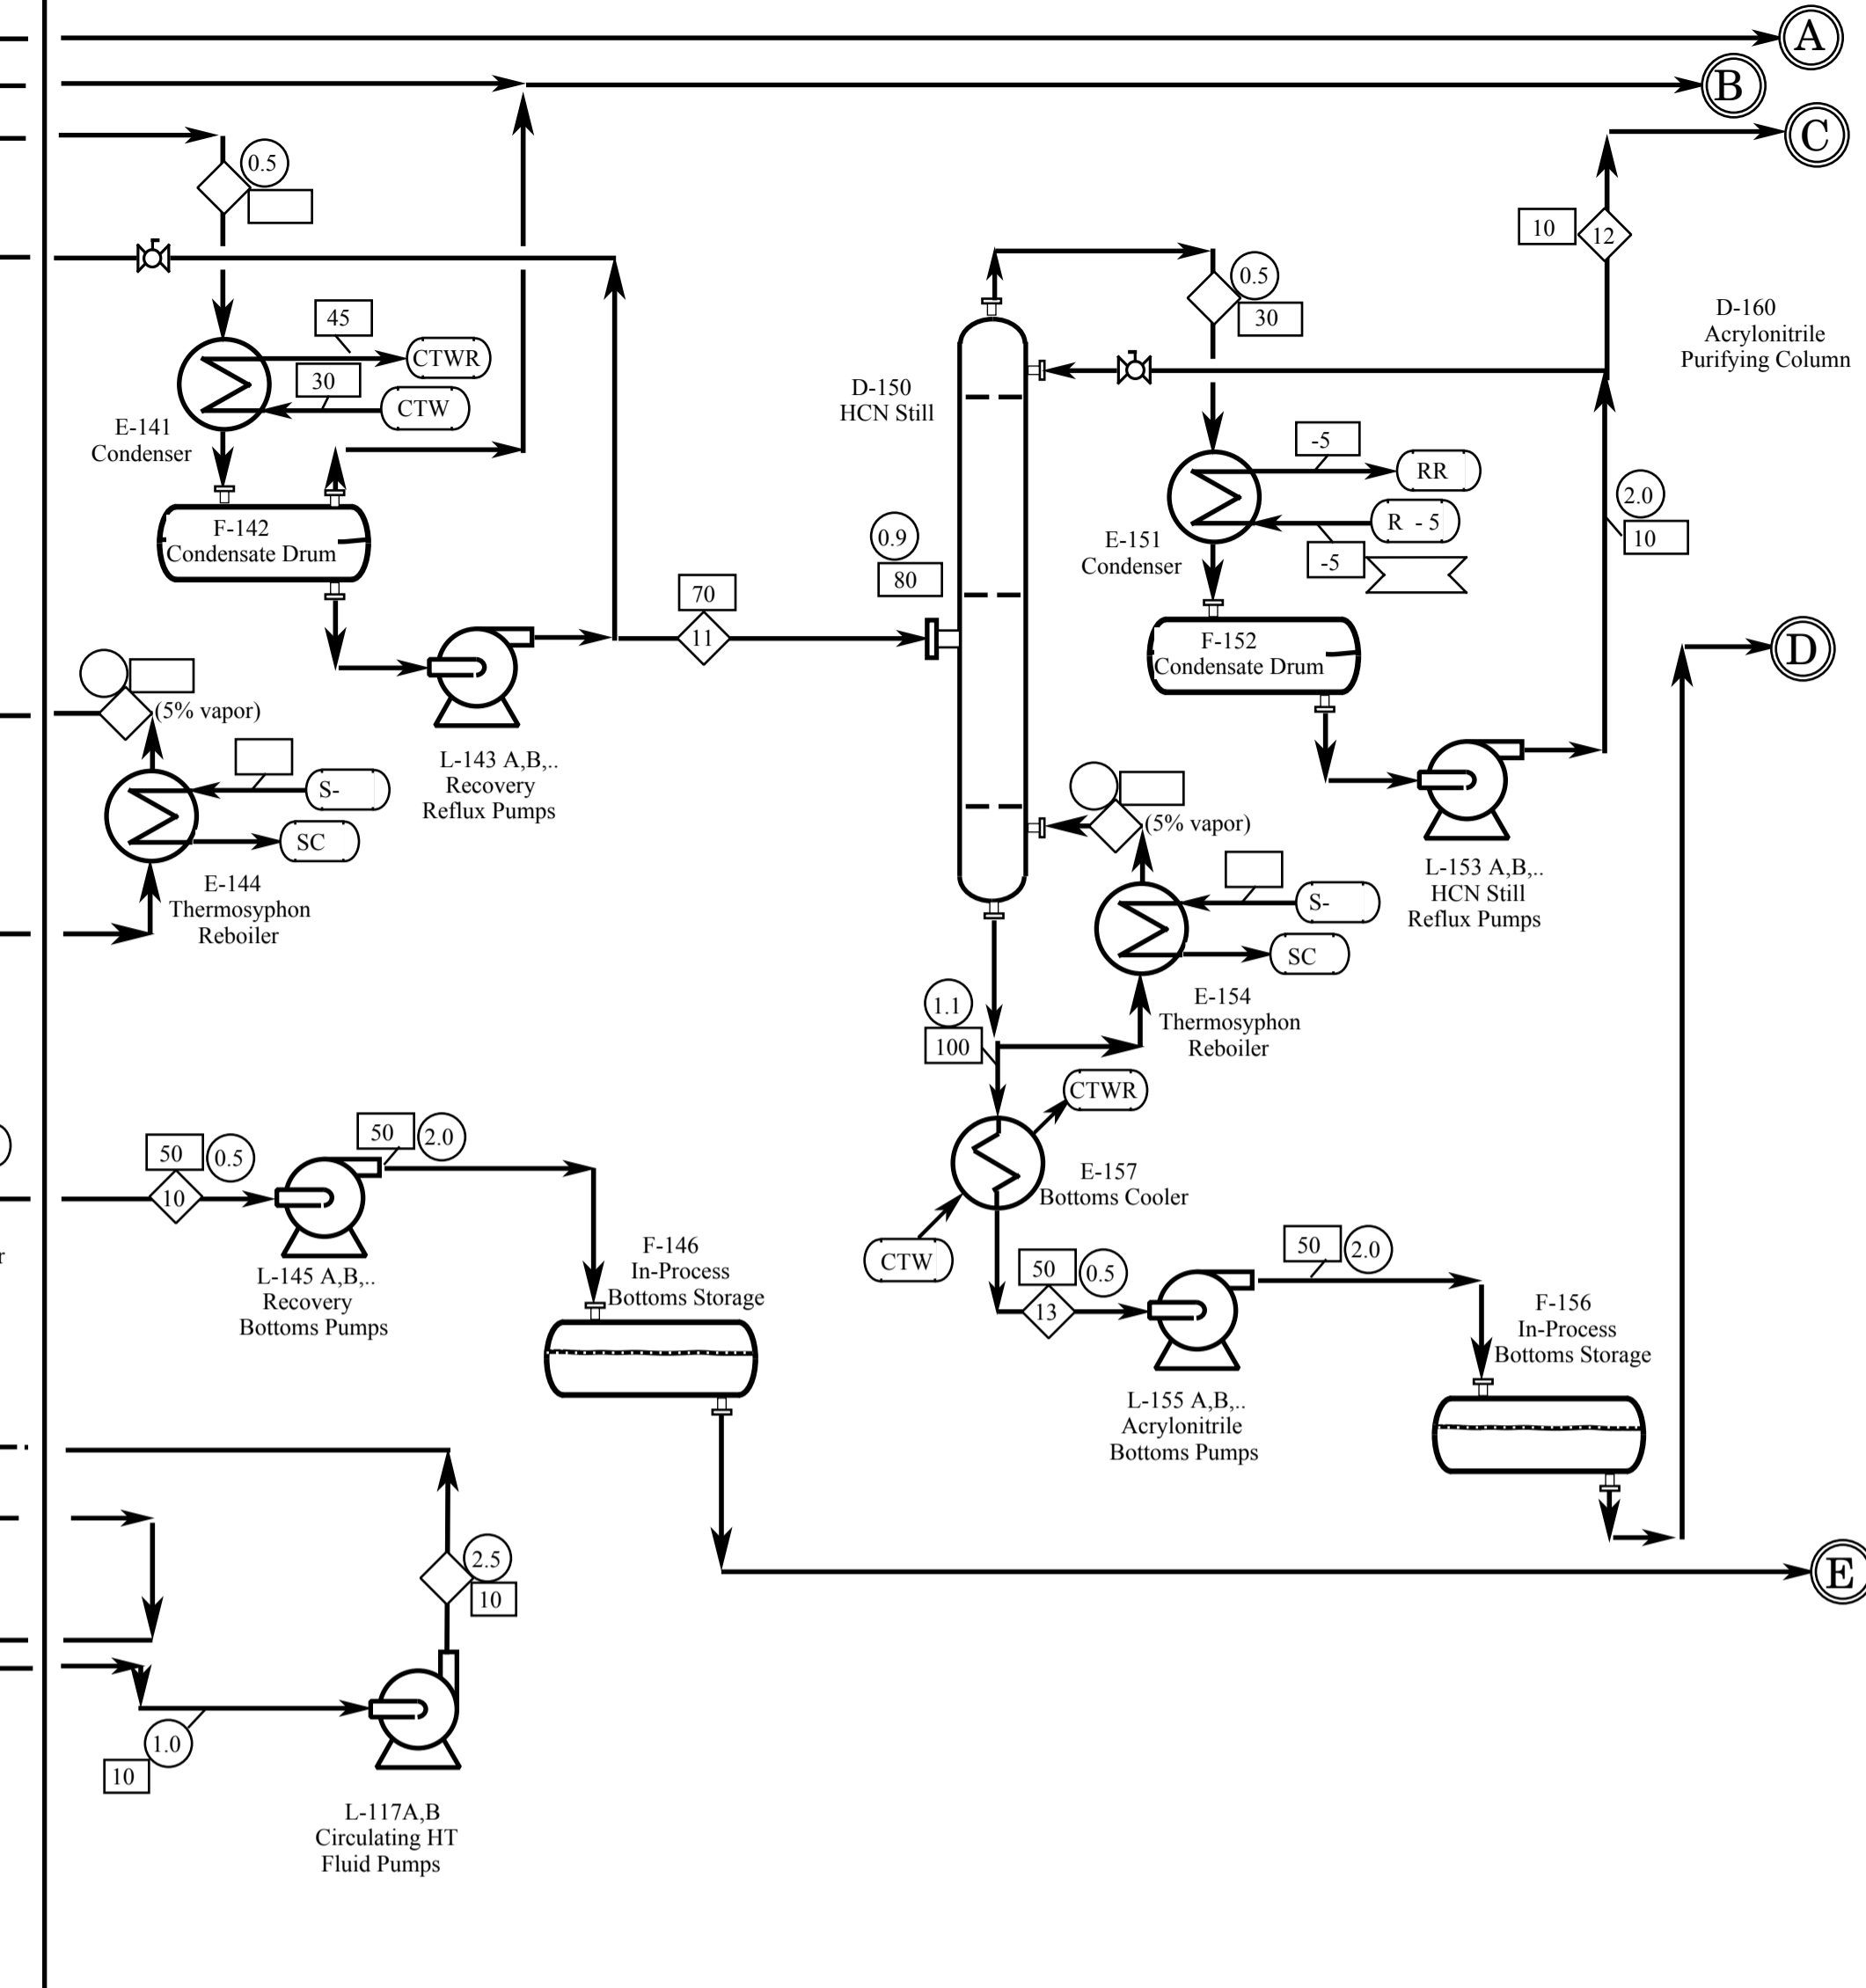 A
B
C
0.5
10
12
0.5
30
D-160
Acrylonitrile
Purifying Column
45
CTWR
30
CTW
E-141
Condenser
D-150
HCN Still
-5
RR
R - 5
-5
E-151
Condenser
2.0
10
F-142
Condensate Drum
0.9
80
70
11
F-152
Condensate Drum
D
(5% vapor)
S-
SC
E-144
Thermosyphon
Reboiler
L-143 A,B,..
Recovery
Reflux Pumps
(5% vapor)
S-
SC
E-154
Thermosyphon
Reboiler
L-153 A,B,..
HCN Still
Reflux Pumps
1.1
100
CTWR
E-157
Bottoms Cooler
CTW
50
0.5
10
50
2.0
L-145 A,B,..
Recovery
Bottoms Pumps
F-146
In-Process
Bottoms Storage
50
0.5
13
50
2.0
L-155 A,B,..
Acrylonitrile
Bottoms Pumps
F-156
In-Process
Bottoms Storage
E
2.5
10
1.0
10
L-117A,B
Circulating HT
Fluid Pumps